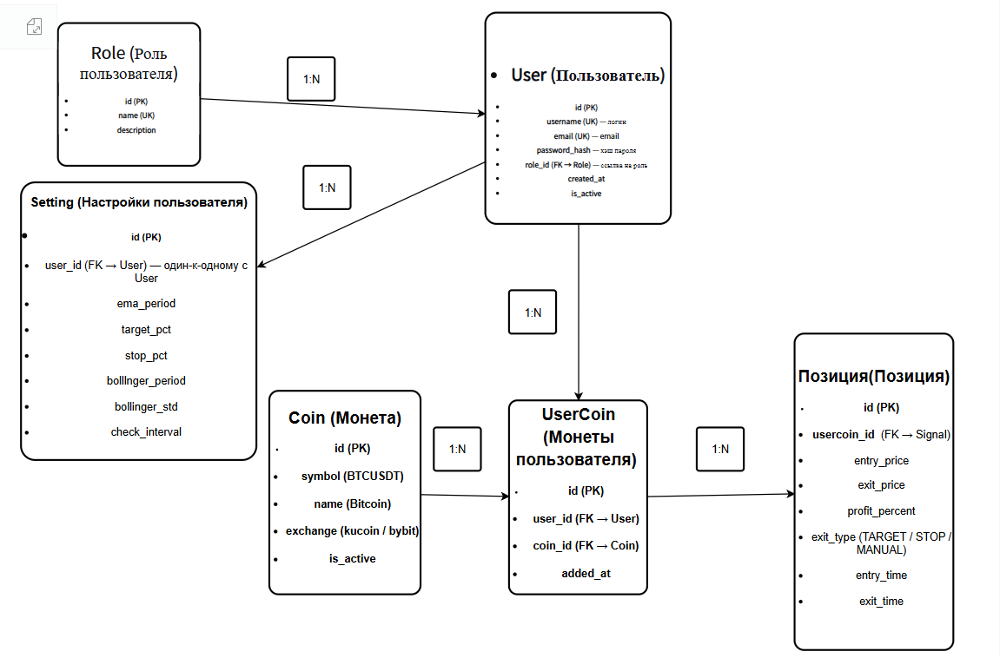 Role (Роль
пользователя)
id (PK)
name (UK)
description
1:N
User (Пользователь)
id (PK)
username (UK) — логин
email (UK) — email
password_hash — хэш пароля
role_id (FK → Role) — ссылка на роль
created_at
is_active
1:N
Setting (Настройки пользователя)
id (PK)
user_id (FK → User) — один-к-одному с
User
ema_period
target_pct
stop_pct
bolllnger_period
bollinger_std
check_interval
1:N
Coin (Монета)
id (PK)
symbol (BTCUSDT)
name (Bitcoin)
exchange (kucoin / bybit)
is_active
1:N
UserCoin
(Монеты
пользователя)
id (PK)
user_id (FK → User)
coin_id (FK → Coin)
added_at
1:N
Позиция(Позиция)
id (PK)
usercoin_id (FK → Signal)
entry_price
exit_price
profit_percent
exit_type (TARGET / STOP /
MANUAL)
entry_time
exit_time